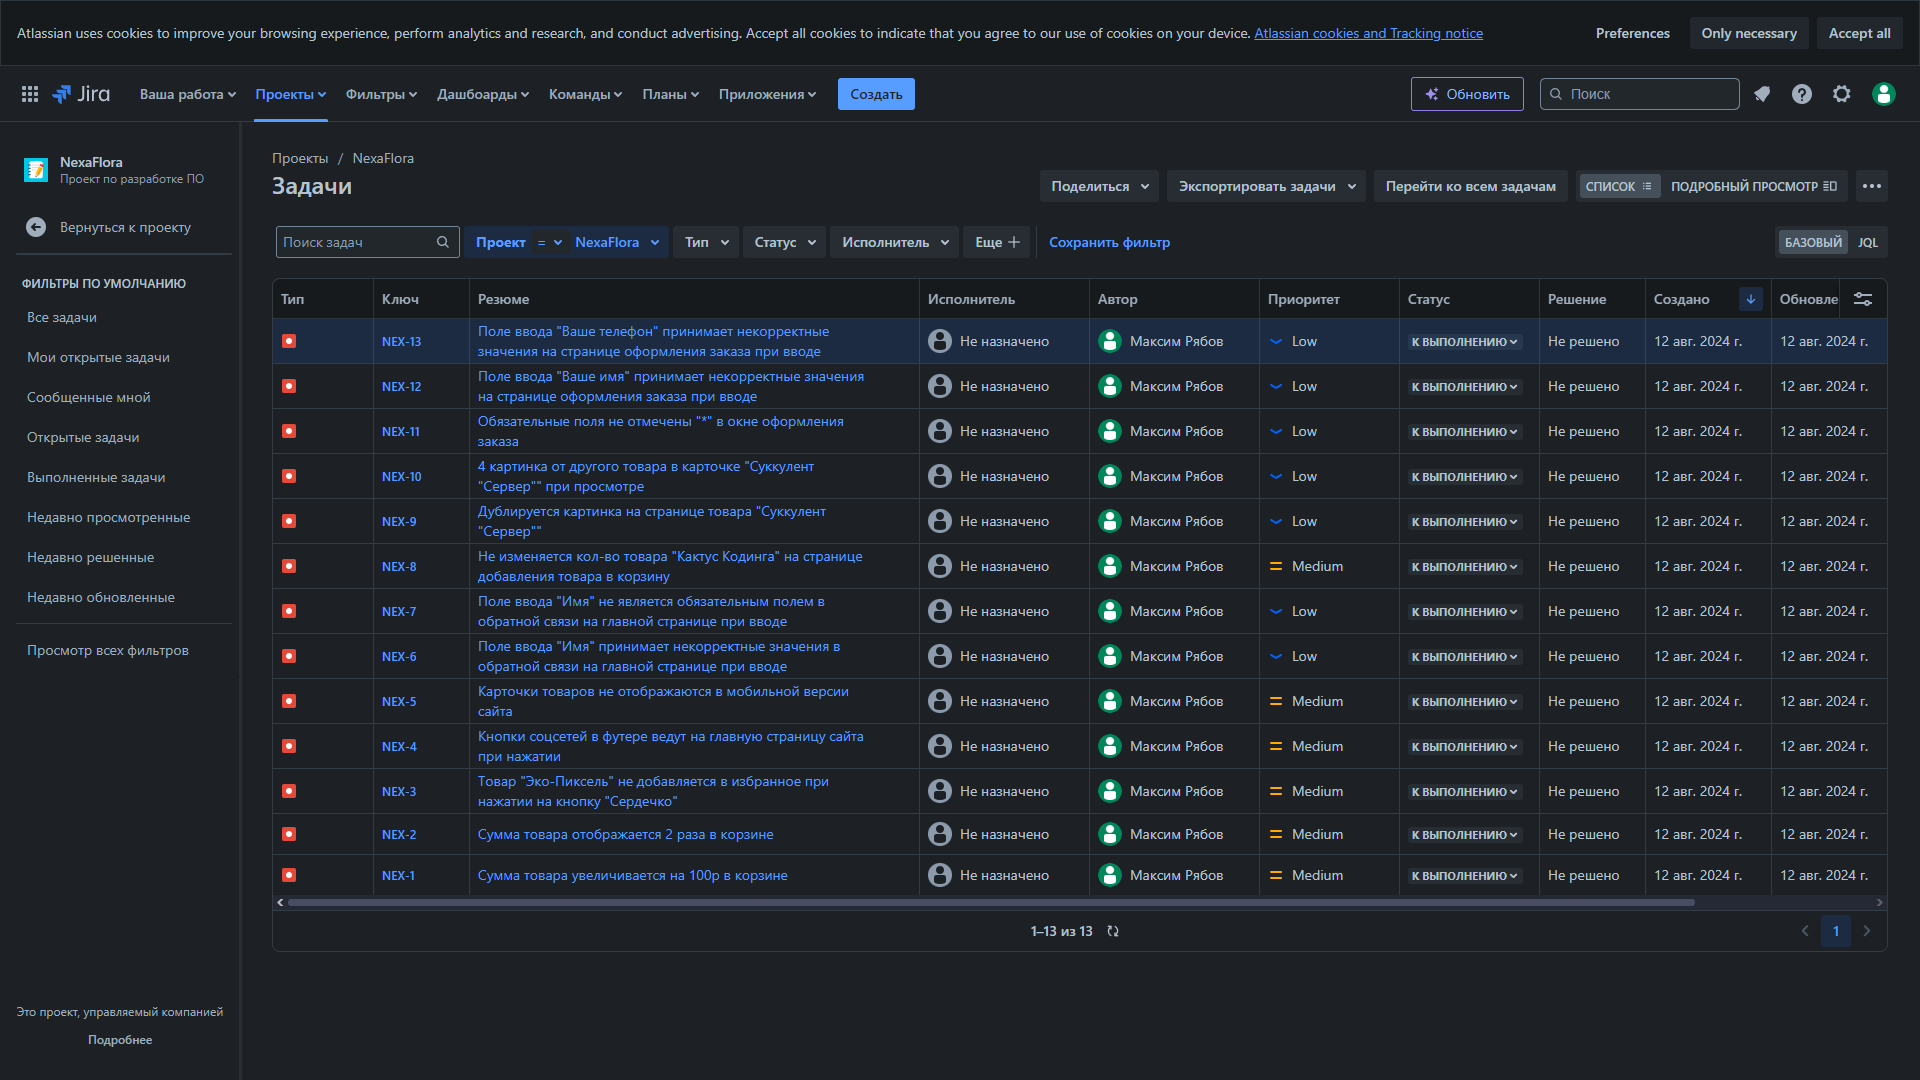 Atlassian uses cookies to improve your browsing experience, perform analytics and research, and conduct advertising. Accept all cookies to indicate that you agree to our use of cookies on your device. Atlassian cookies and Tracking notice
Preferences
Only necessary
Accept all
Jira
Ваша работа
Проекты
Фильтры
Дашбоарды
Команды
Планы
Приложения
Создать
Обновить
Поиск
NexaFlora
Проект по разработке ПО
Вернуться к проекту
ФИЛЬТРЫ ПО УМОЛЧАНИЮ
Все задачи
Мои открытые задачи
Сообщенные мной
Открытые задачи
Выполненные задачи
Недавно просмотренные
Недавно решенные
Недавно обновленные
Просмотр всех фильтров
Это проект, управляемый компанией
Подробнее
Проекты / NexaFlora
Задачи
Поделиться
Экспортировать задачи
Перейти ко всем задачам
СПИСОК
ПОДРОБНЫЙ ПРОСМОТР
Поиск задач
Проект = NexaFlora
Тип
Статус
Исполнитель
Еще
Сохранить фильтр
БАЗОВЫЙ
JQL
Тип Ключ Резюме Исполнитель Автор Приоритет Статус Решение Создано Обновле
NEX-13 Поле ввода "Ваше телефон" принимает некорректные
значения на странице оформления заказа при вводе
Не назначено Максим Рябов Low К ВЫПОЛНЕНИЮ Не решено 12 авг. 2024 г. 12 авг. 2024 г.
NEX-12 Поле ввода "Ваше имя" принимает некорректные значения
на странице оформления заказа при вводе
Не назначено Максим Рябов Low К ВЫПОЛНЕНИЮ Не решено 12 авг. 2024 г. 12 авг. 2024 г.
NEX-11 Обязательные поля не отмечены "*" в окне оформления
заказа
Не назначено Максим Рябов Low К ВЫПОЛНЕНИЮ Не решено 12 авг. 2024 г. 12 авг. 2024 г.
NEX-10 4 картинка от другого товара в карточке "Суккулент
"Сервер"" при просмотре
Не назначено Максим Рябов Low К ВЫПОЛНЕНИЮ Не решено 12 авг. 2024 г. 12 авг. 2024 г.
NEX-9 Дублируется картинка на странице товара "Суккулент
"Сервер""
Не назначено Максим Рябов Low К ВЫПОЛНЕНИЮ Не решено 12 авг. 2024 г. 12 авг. 2024 г.
NEX-8 Не изменяется кол-во товара "Кактус Кодинга" на странице
добавления товара в корзину
Не назначено Максим Рябов Medium К ВЫПОЛНЕНИЮ Не решено 12 авг. 2024 г. 12 авг. 2024 г.
NEX-7 Поле ввода "Имя" не является обязательным полем в
обратной связи на главной странице при вводе
Не назначено Максим Рябов Low К ВЫПОЛНЕНИЮ Не решено 12 авг. 2024 г. 12 авг. 2024 г.
NEX-6 Поле ввода "Имя" принимает некорректные значения в
обратной связи на главной странице при вводе
Не назначено Максим Рябов Low К ВЫПОЛНЕНИЮ Не решено 12 авг. 2024 г. 12 авг. 2024 г.
NEX-5 Карточки товаров не отображаются в мобильной версии
сайта
Не назначено Максим Рябов Medium К ВЫПОЛНЕНИЮ Не решено 12 авг. 2024 г. 12 авг. 2024 г.
NEX-4 Кнопки соцсетей в футере ведут на главную страницу сайта
при нажатии
Не назначено Максим Рябов Medium К ВЫПОЛНЕНИЮ Не решено 12 авг. 2024 г. 12 авг. 2024 г.
NEX-3 Товар "Эко-Пиксель" не добавляется в избранное при
нажатии на кнопку "Сердечко"
Не назначено Максим Рябов Medium К ВЫПОЛНЕНИЮ Не решено 12 авг. 2024 г. 12 авг. 2024 г.
NEX-2 Сумма товара отображается 2 раза в корзине Не назначено Максим Рябов Medium К ВЫПОЛНЕНИЮ Не решено 12 авг. 2024 г. 12 авг. 2024 г.
NEX-1 Сумма товара увеличивается на 100р в корзине Не назначено Максим Рябов Medium К ВЫПОЛНЕНИЮ Не решено 12 авг. 2024 г. 12 авг. 2024 г.
1–13 из 13
1